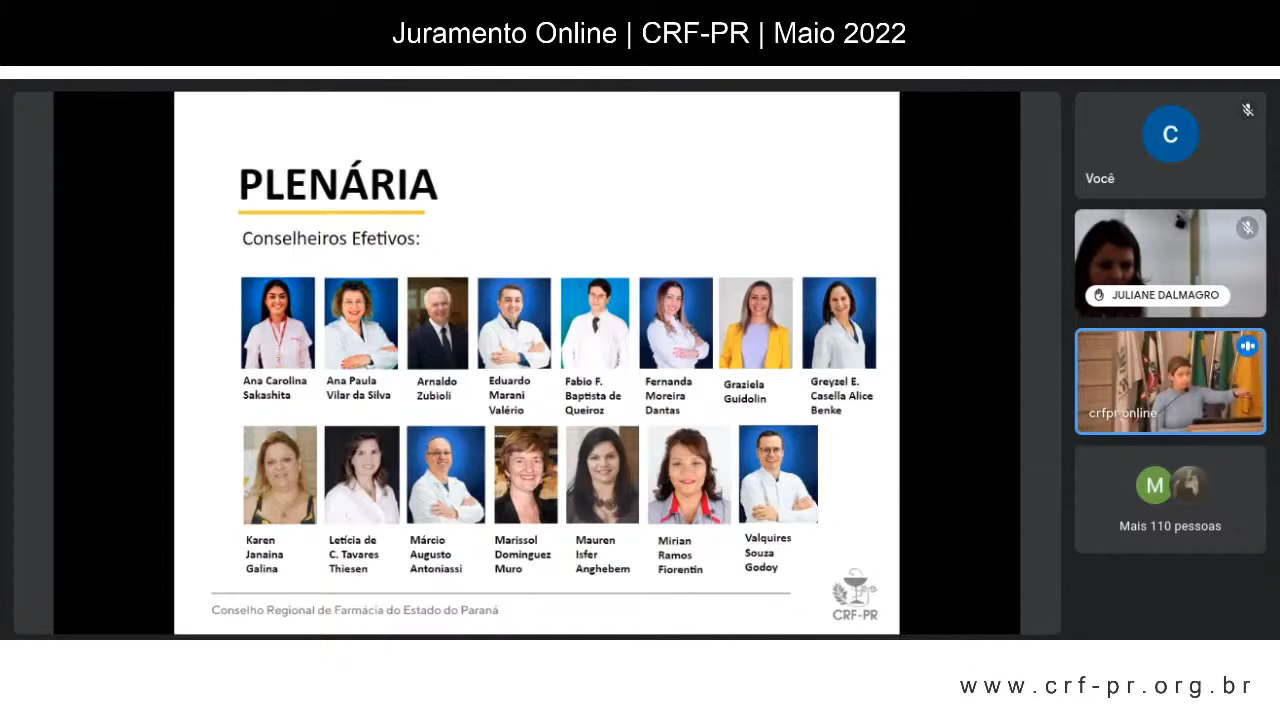 Juramento Online | CRF-PR | Maio 2022
PLENÁRIA
Conselheiros Efetivos:
Ana Carolina
Sakashita
Ana Paula
Vilar da Silva
Arnaldo
Zubioli
Eduardo
Marani
Valério
Fabio F.
Baptista de
Queiroz
Fernanda
Moreira
Dantas
Graziela
Guidolin
Greyzel E.
Casella Alice
Benke
Karen
Janaina
Galina
Letícia de
C. Tavares
Thiesen
Márcio
Augusto
Antoniassi
Marissol
Dominguez
Muro
Mauren
Isfer
Anghebem
Mirian
Ramos
Fiorentin
Valquires
Souza
Godoy
Conselho Regional de Farmácia do Estado do Paraná
CRF-PR
C
Você
JULIANE DALMAGRO
crfpr online
M
Mais 110 pessoas
www.crf-pr.org.br